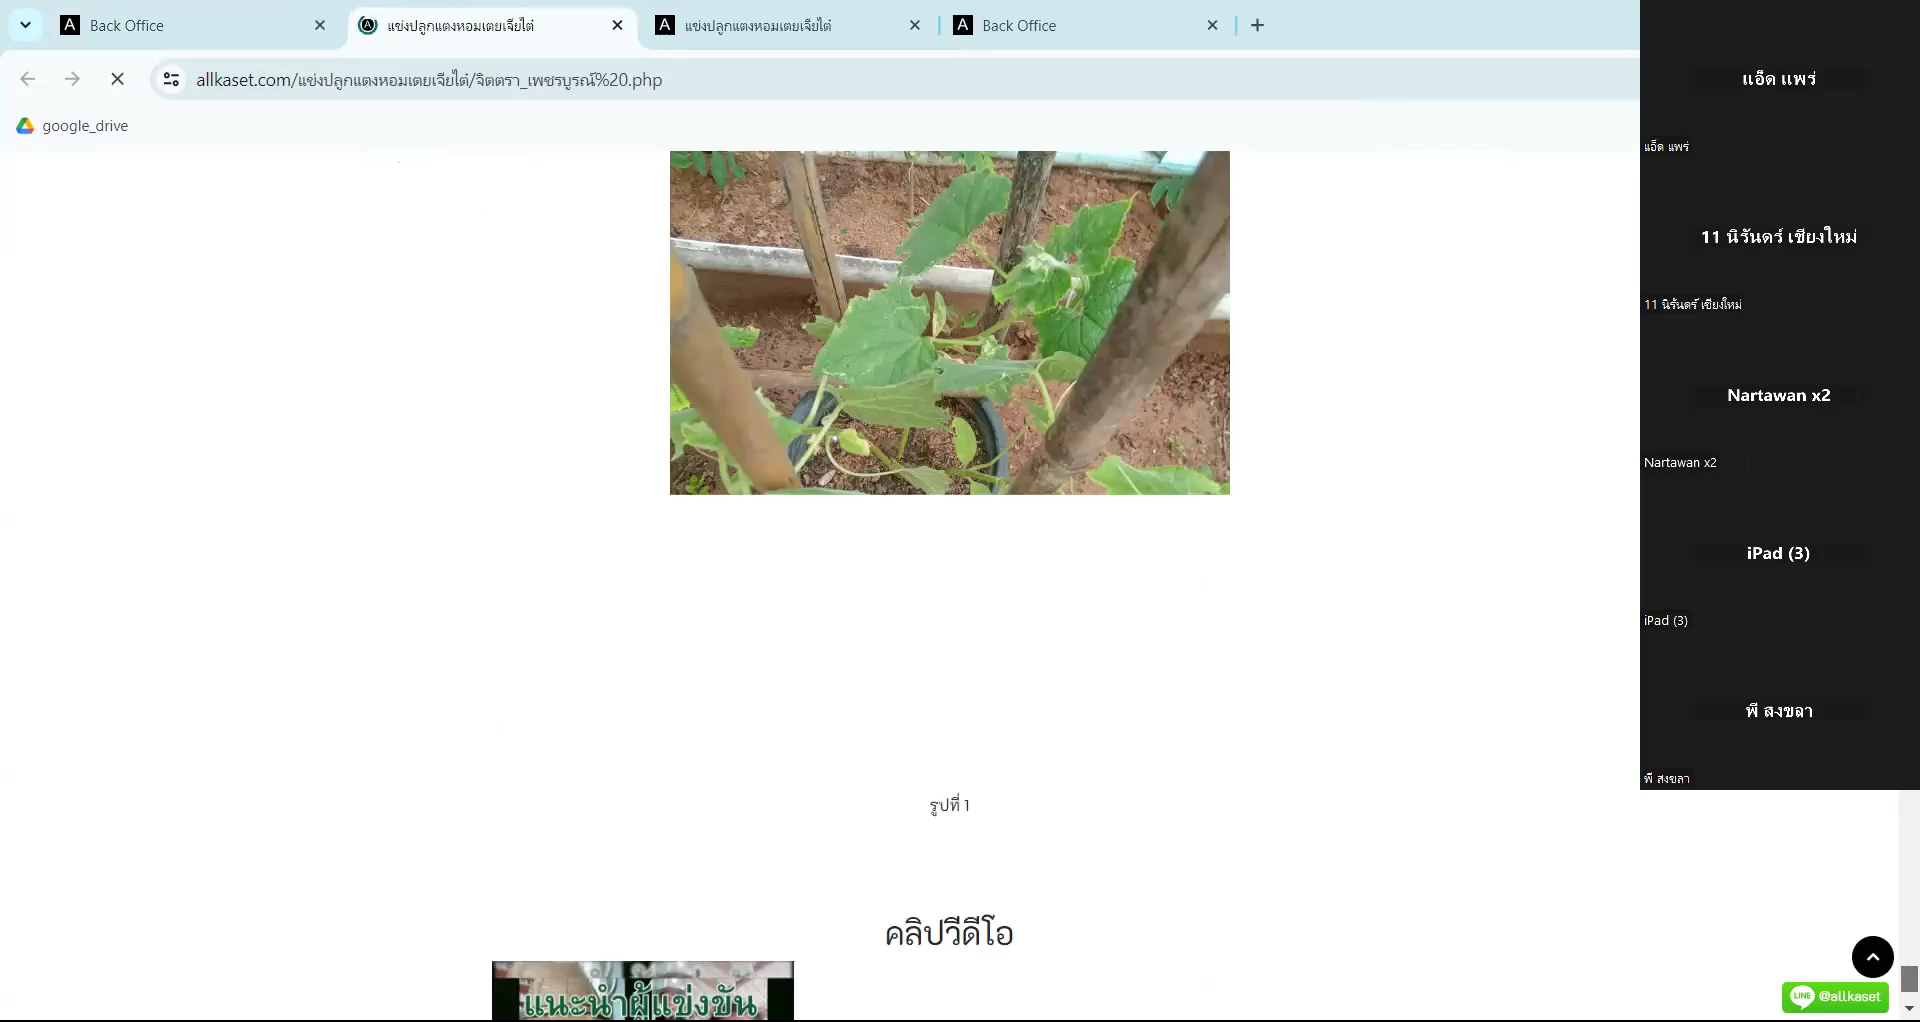 Back Office
แข่งปลูกแตงหอมเตยเจียไต๋
แข่งปลูกแตงหอมเตยเจียไต๋
Back Office
allkaset.com/แข่งปลูกแตงหอมเตยเจียไต๋/จิตตรา_เพชรบูรณ์%20.php
google_drive
แอ็ด แพร่
แอ็ด แพร่
11 นิรันดร์ เชียงใหม่
11 นิรันดร์ เชียงใหม่
Nartawan x2
Nartawan x2
iPad (3)
iPad (3)
พี สงขลา
พี สงขลา
รูปที่ 1
คลิปวีดีโอ
แนะนำผู้แข่งขัน
LINE @allkaset